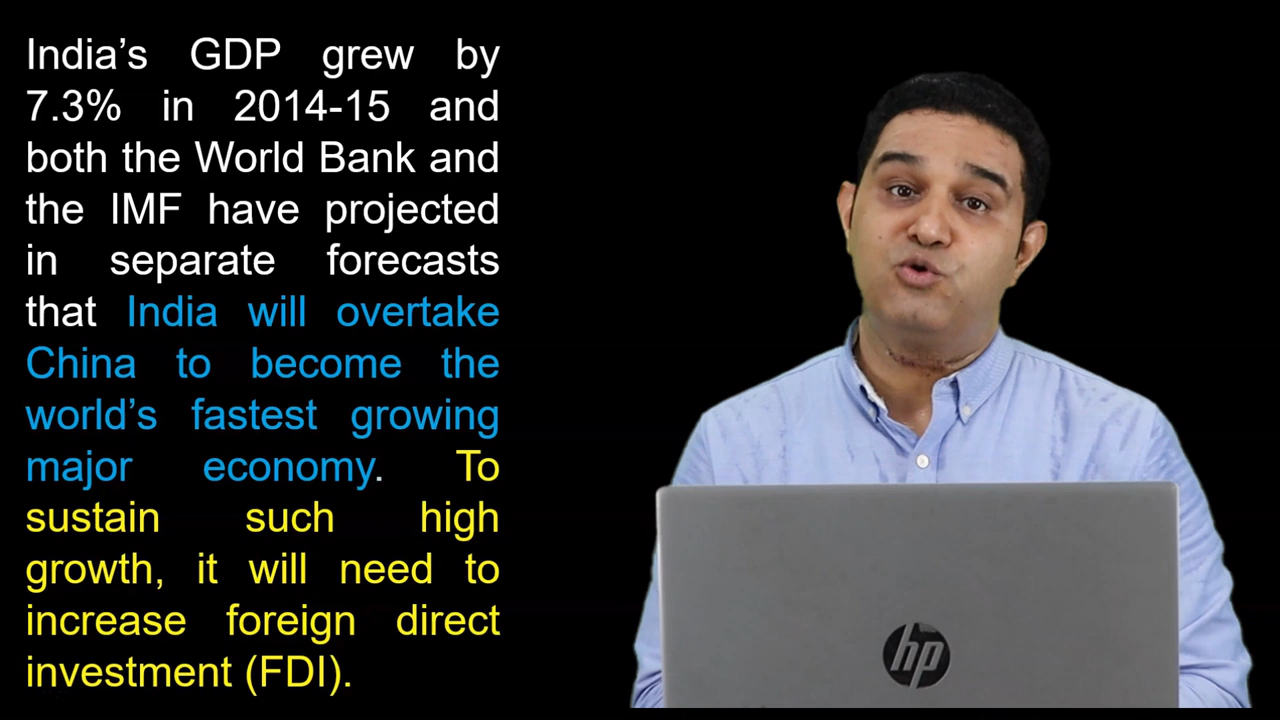 India’s GDP grew by
7.3% in 2014-15 and
both the World Bank and
the IMF have projected
in separate forecasts
that India will overtake
China to become the
world’s fastest growing
major economy. To
sustain such high
growth, it will need to
increase foreign direct
investment (FDI).
hp